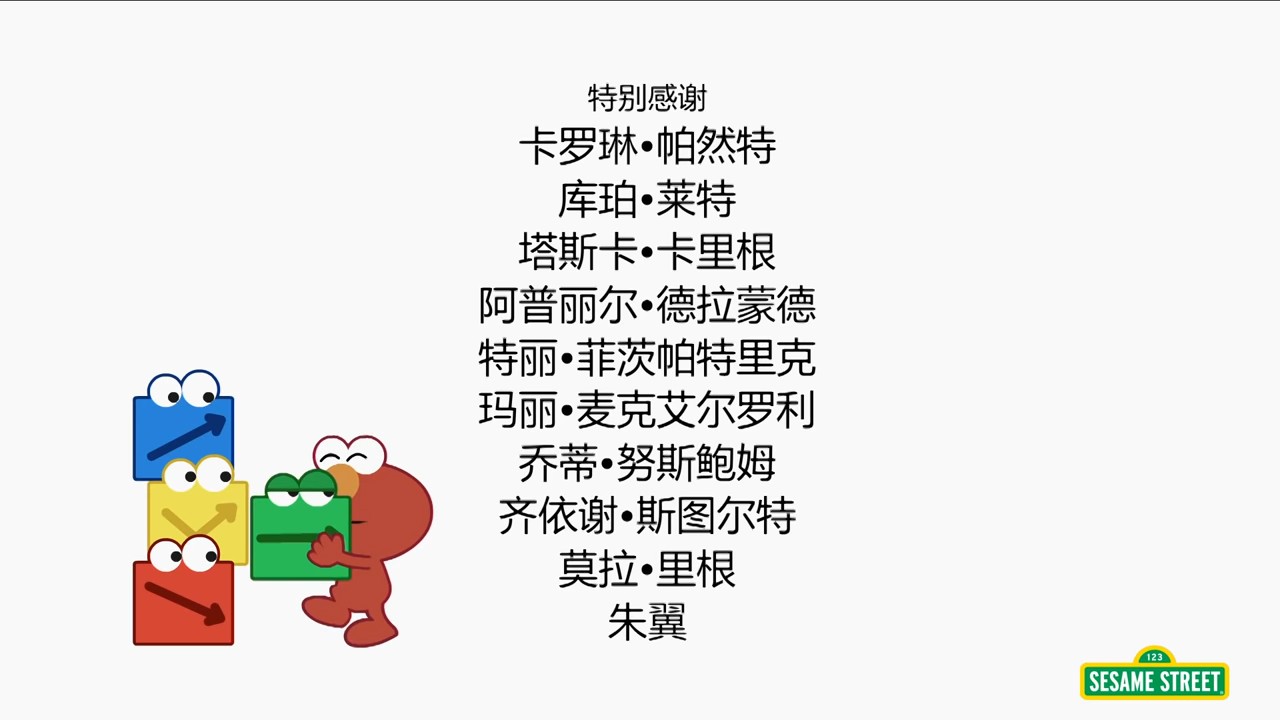 特别感谢
卡罗琳•帕然特
库珀•莱特
塔斯卡•卡里根
阿普丽尔•德拉蒙德
特丽•菲茨帕特里克
玛丽•麦克艾尔罗利
乔蒂•努斯鲍姆
齐依谢•斯图尔特
莫拉•里根
朱翼
123
SESAME STREET